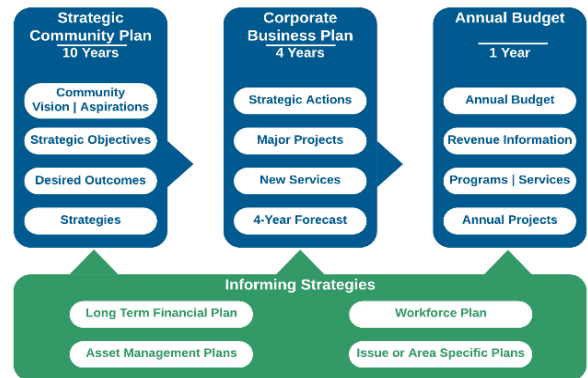 Strategic
Community Plan
10 Years
Community
Vision | Aspirations
Strategic Objectives
Desired Outcomes
Strategies
Corporate
Business Plan
4 Years
Strategic Actions
Major Projects
New Services
4-Year Forecast
Annual Budget
1 Year
Annual Budget
Revenue Information
Programs | Services
Annual Projects
Informing Strategies
Long Term Financial Plan
Workforce Plan
Asset Management Plans
Issue or Area Specific Plans